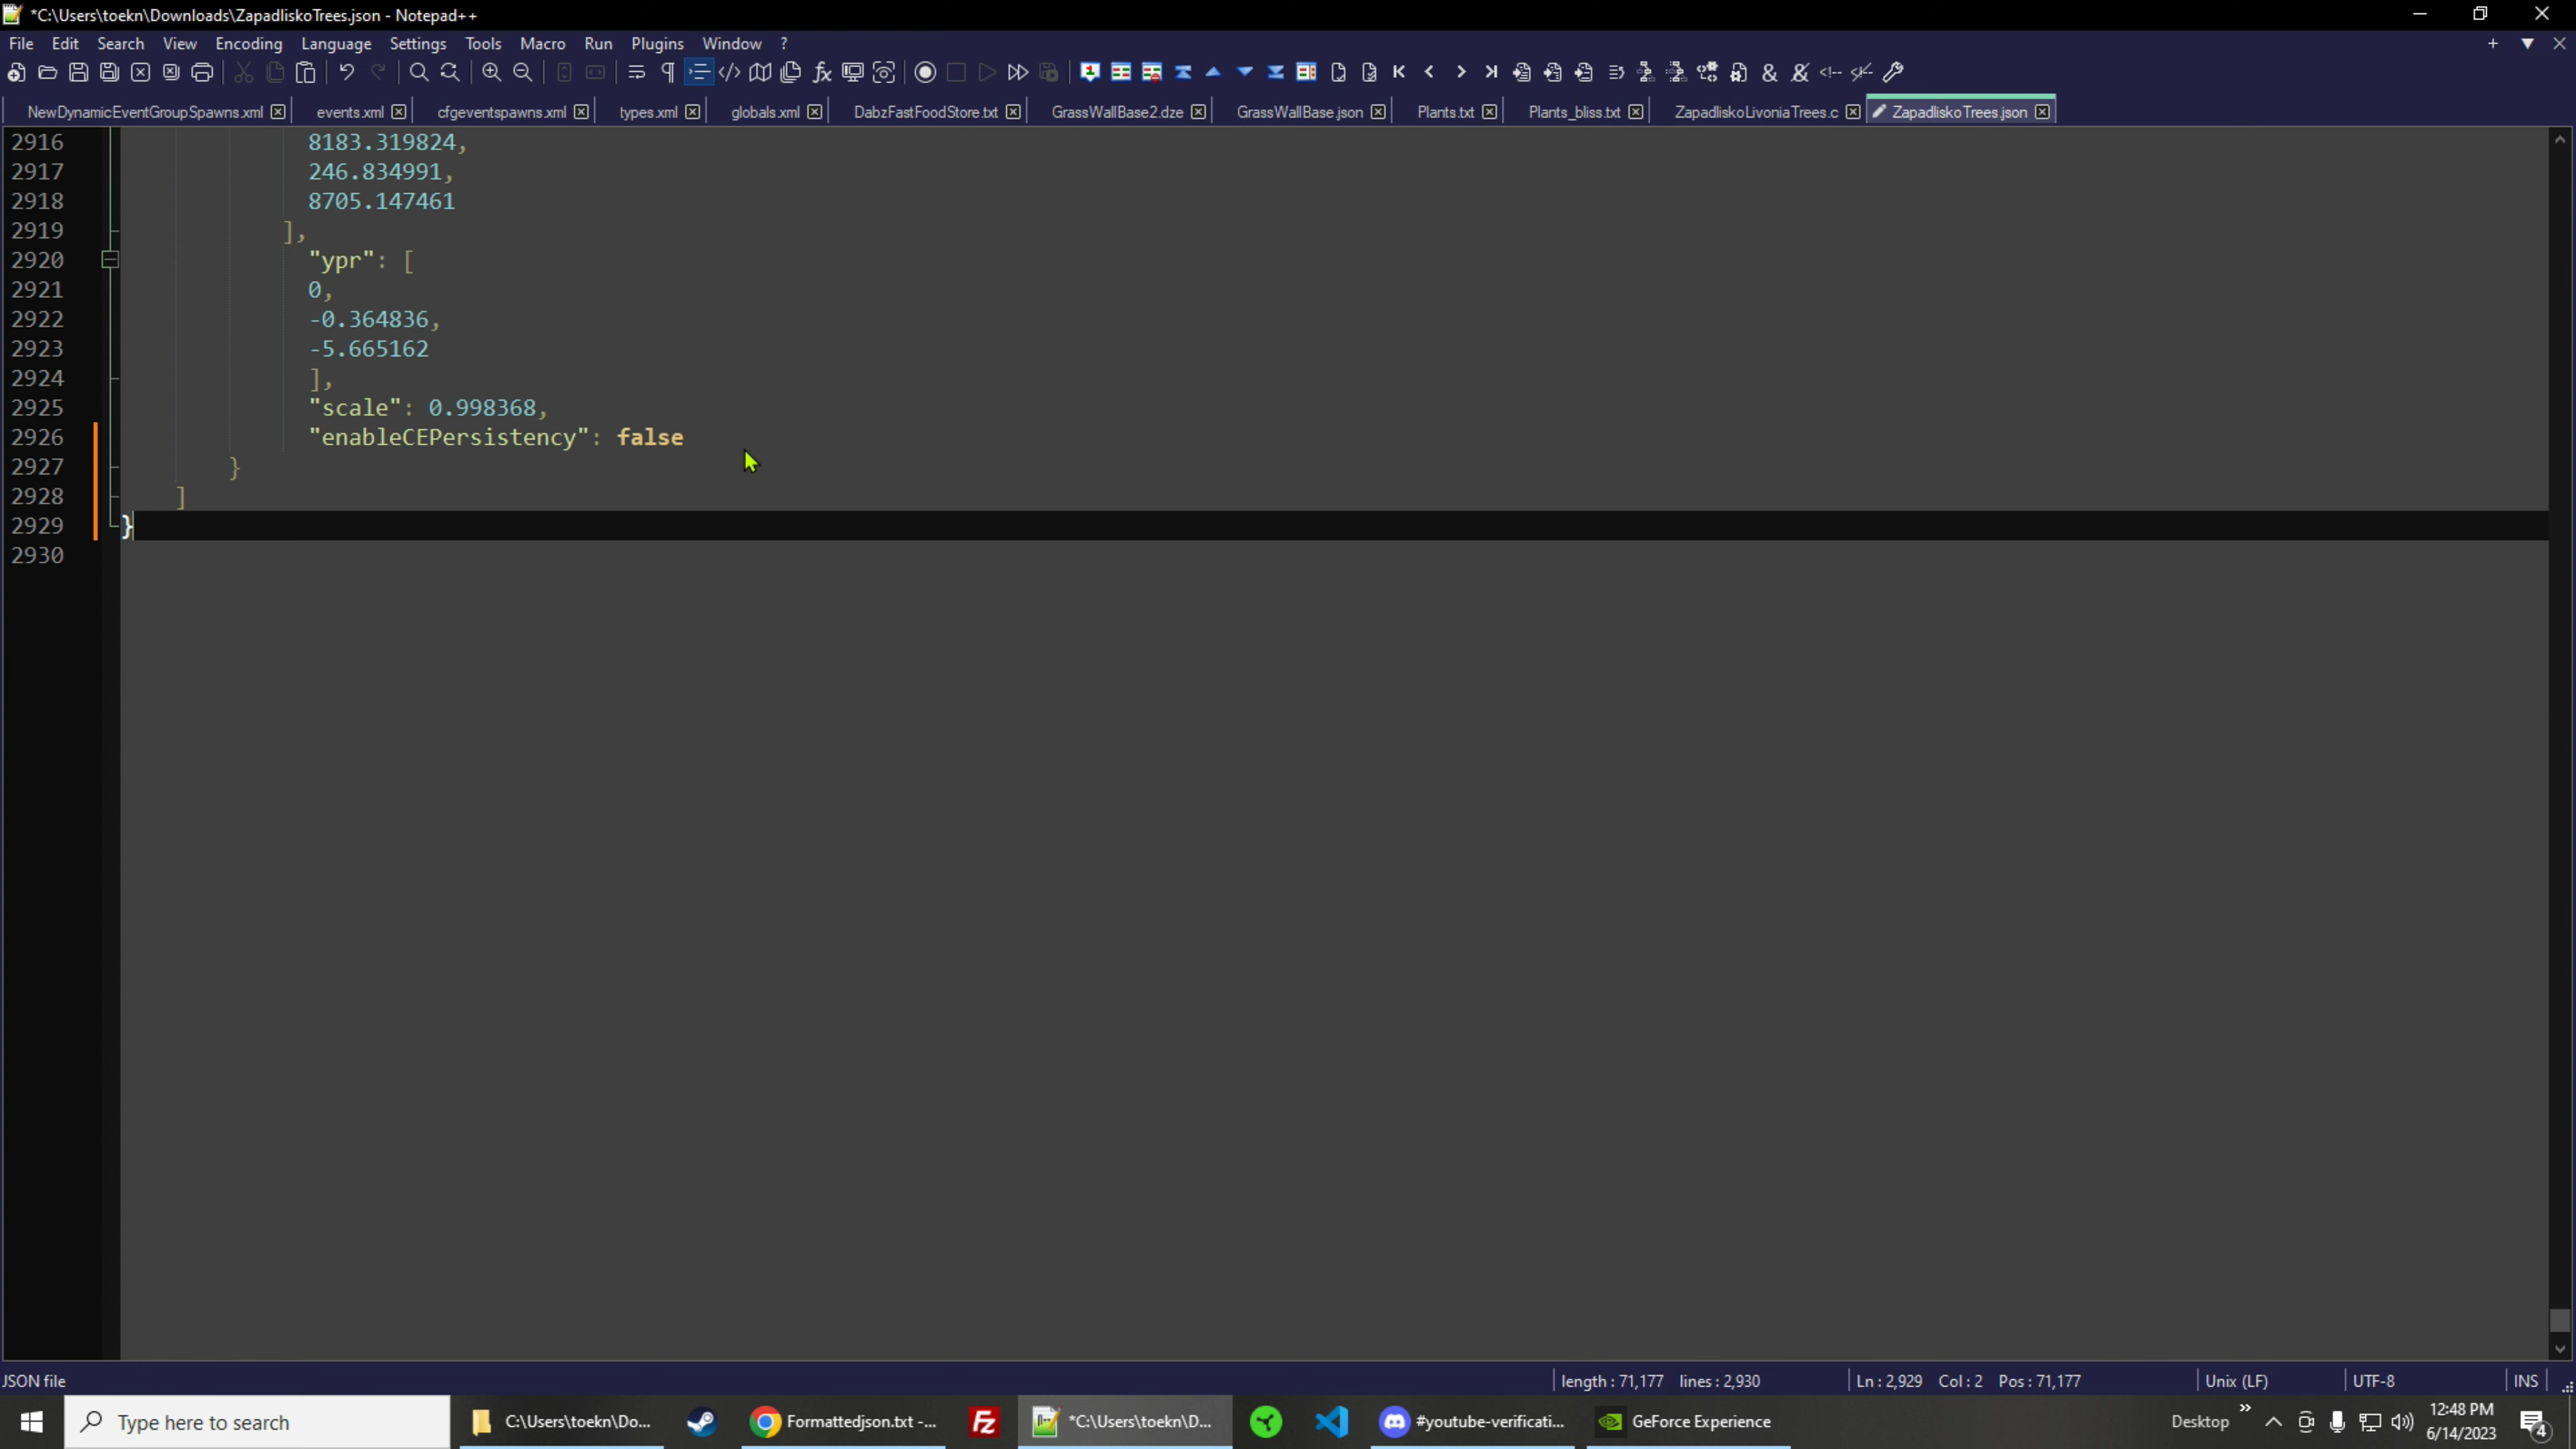 *C:\Users\toekn\Downloads\ZapadliskoTrees.json - Notepad++
File Edit Search View Encoding Language Settings Tools Macro Run Plugins Window ?
NewDynamicEventGroupSpawns.xml events.xml cfgeventspawns.xml types.xml globals.xml DabzFastFoodStore.txt GrassWallBase2.dze GrassWallBase.json Plants.txt Plants_bliss.txt ZapadliskoLivoniaTrees.c ZapadliskoTrees.json
2916 8183.319824,
2917 246.834991,
2918 8705.147461
2919 ],
2920 "ypr": [
2921 0,
2922 -0.364836,
2923 -5.665162
2924 ],
2925 "scale": 0.998368,
2926 "enableCEPersistency": false
2927 }
2928 ]
2929 }
2930
JSON file length : 71,177 lines : 2,930 Ln : 2,929 Col : 2 Pos : 71,177 Unix (LF) UTF-8 INS
Type here to search C:\Users\toekn\Do... Formattedjson.txt -... Fz *C:\Users\toekn\D... #youtube-verificati... GeForce Experience Desktop » 12:48 PM
6/14/2023 4